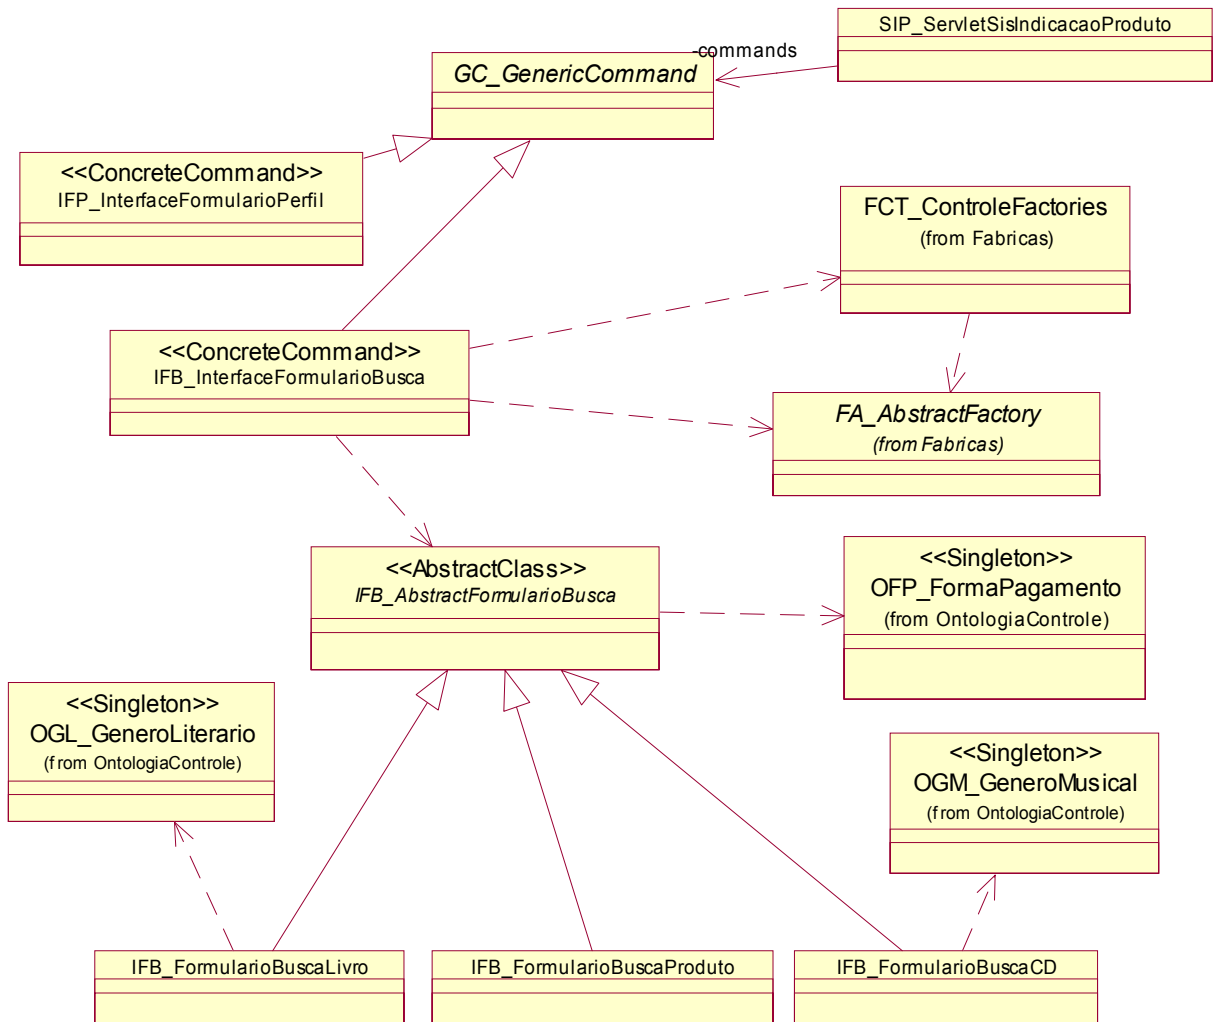 SIP_ServletSisIndicacaoProduto
-commands
GC_GenericCommand
<<ConcreteCommand>>
IFP_InterfaceFormularioPerfil
FCT_ControleFactories
(from Fabricas)
<<ConcreteCommand>>
IFB_InterfaceFormularioBusca
FA_AbstractFactory
(from Fabricas)
<<AbstractClass>>
IFB_AbstractFormularioBusca
<<Singleton>>
OFP_FormaPagamento
(from OntologiaControle)
<<Singleton>>
OGL_GeneroLiterario
(from OntologiaControle)
<<Singleton>>
OGM_GeneroMusical
(from OntologiaControle)
IFB_FormularioBuscaLivro
IFB_FormularioBuscaProduto
IFB_FormularioBuscaCD